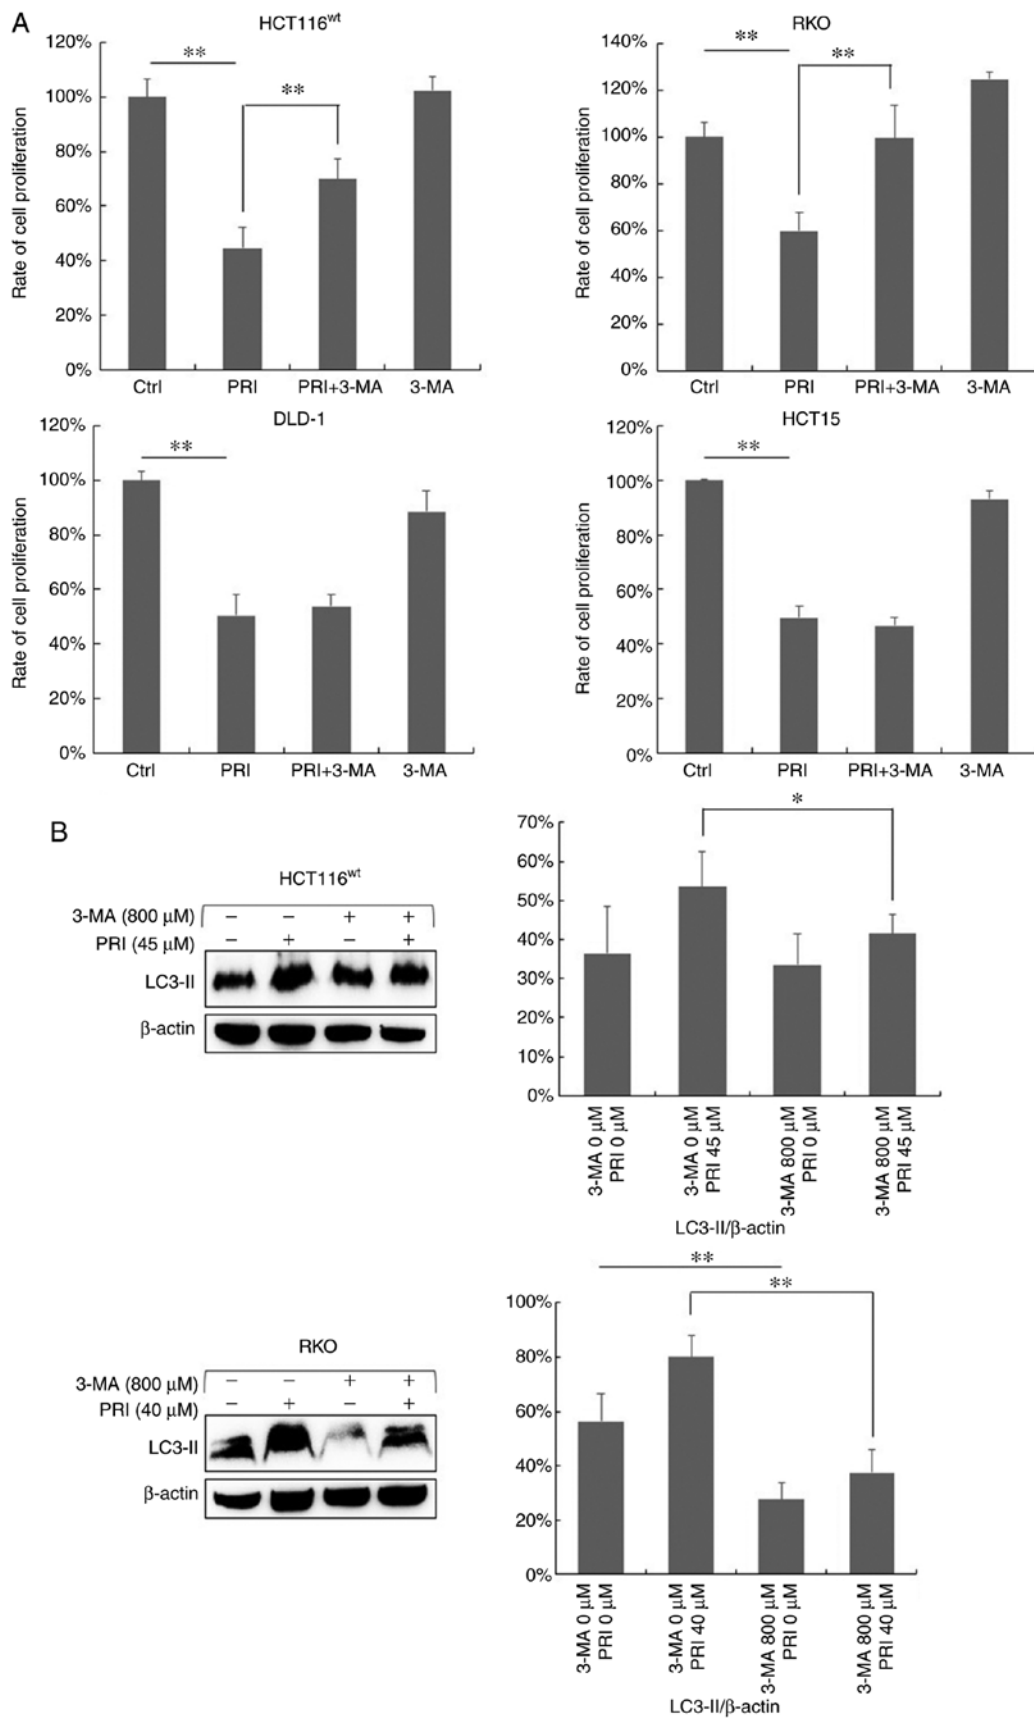 A
HCT116wt
120%
100%
80%
60%
40%
20%
0%
Rate of cell proliferation
**
**
Ctrl PRI PRI+3-MA 3-MA
RKO
140%
120%
100%
80%
60%
40%
20%
0%
Rate of cell proliferation
**
**
Ctrl PRI PRI+3-MA 3-MA
DLD-1
120%
100%
80%
60%
40%
20%
0%
Rate of cell proliferation
**
Ctrl PRI PRI+3-MA 3-MA
HCT15
120%
100%
80%
60%
40%
20%
0%
Rate of cell proliferation
**
Ctrl PRI PRI+3-MA 3-MA
B
HCT116wt
3-MA (800 μM) − − + +
PRI (45 μM) − + − +
LC3-II
β-actin
70%
60%
50%
40%
30%
20%
10%
0%
*
3-MA 0 μM
PRI 0 μM
3-MA 0 μM
PRI 45 μM
3-MA 800 μM
PRI 0 μM
3-MA 800 μM
PRI 45 μM
LC3-II/β-actin
RKO
3-MA (800 μM) − − + +
PRI (40 μM) − + − +
LC3-II
β-actin
**
**
100%
80%
60%
40%
20%
0%
3-MA 0 μM
PRI 0 μM
3-MA 0 μM
PRI 40 μM
3-MA 800 μM
PRI 0 μM
3-MA 800 μM
PRI 40 μM
LC3-II/β-actin